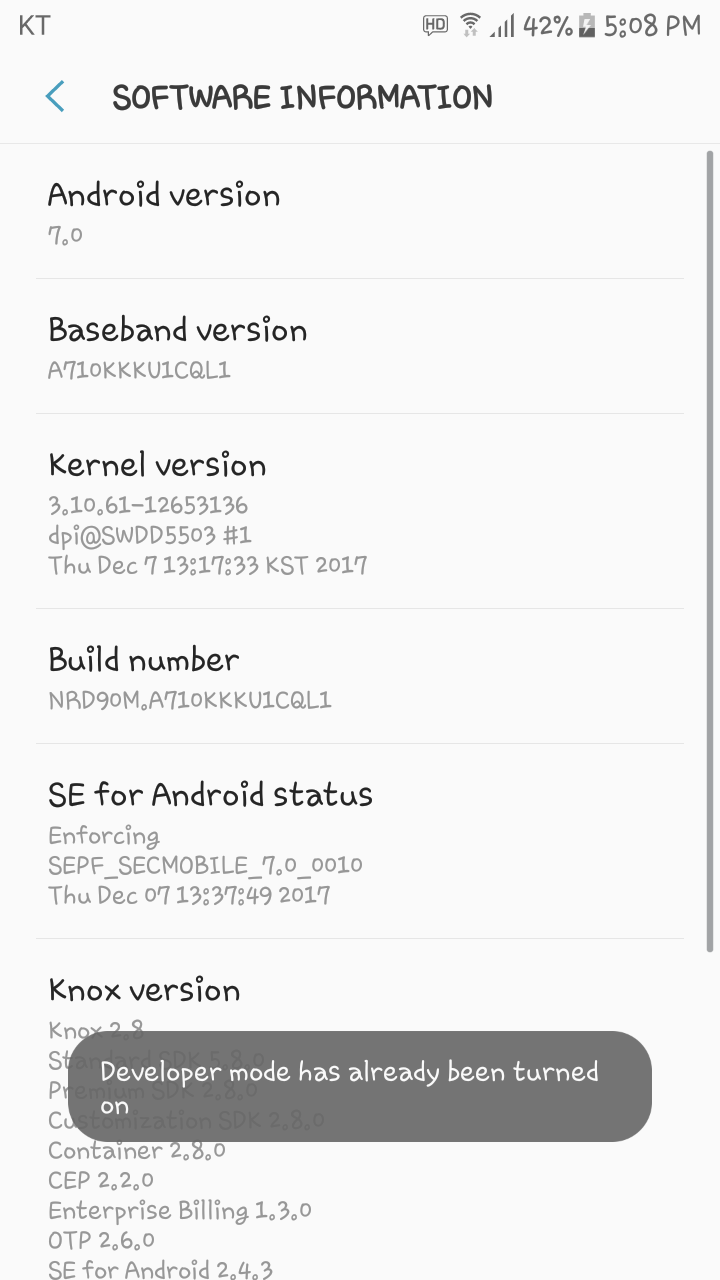 KT HD 42% 5:08 PM
SOFTWARE INFORMATION
Android version
7.0
Baseband version
A710KKKU1CQL1
Kernel version
3.10.61-12653136
dpi@SWDD5503 #1
Thu Dec 7 13:17:33 KST 2017
Build number
NRD90M.A710KKKU1CQL1
SE for Android status
Enforcing
SEPF_SECMOBILE_7.0_0010
Thu Dec 07 13:37:49 2017
Knox version
Knox 2.8
Standard SDK 5.8.0
Premium SDK 2.8.0
Customization SDK 2.8.0
Developer mode has already been turned
on
Container 2.8.0
CEP 2.2.0
Enterprise Billing 1.3.0
OTP 2.6.0
SE for Android 2.4.3